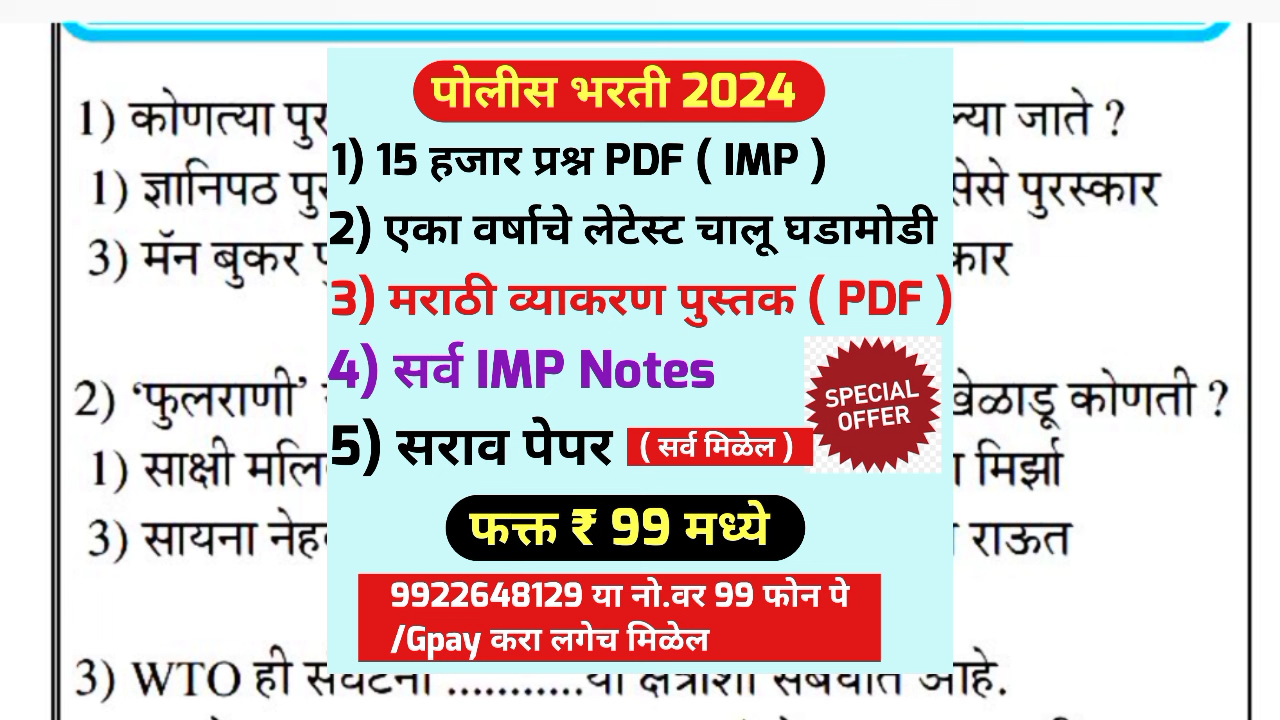 पोलीस भरती 2024
1) 15 हजार प्रश्न PDF ( IMP )
2) एका वर्षाचे लेटेस्ट चालू घडामोडी
3) मराठी व्याकरण पुस्तक ( PDF )
4) सर्व IMP Notes
SPECIAL
OFFER
5) सराव पेपर ( सर्व मिळेल )
फक्त ₹ 99 मध्ये
9922648129 या नो.वर 99 फोन पे
/Gpay करा लगेच मिळेल
1) कोणत्या जाते ?
1) ज्ञानिपठ पुरस्कार
3) मॅन बुकर
2) ‘फुलराणी’ खेळाडू कोणती ?
1) साक्षी मिर्झा
3) सायना राऊत
3) WTO ही संघटना ...........या क्षेत्राशी संबंधीत आहे.